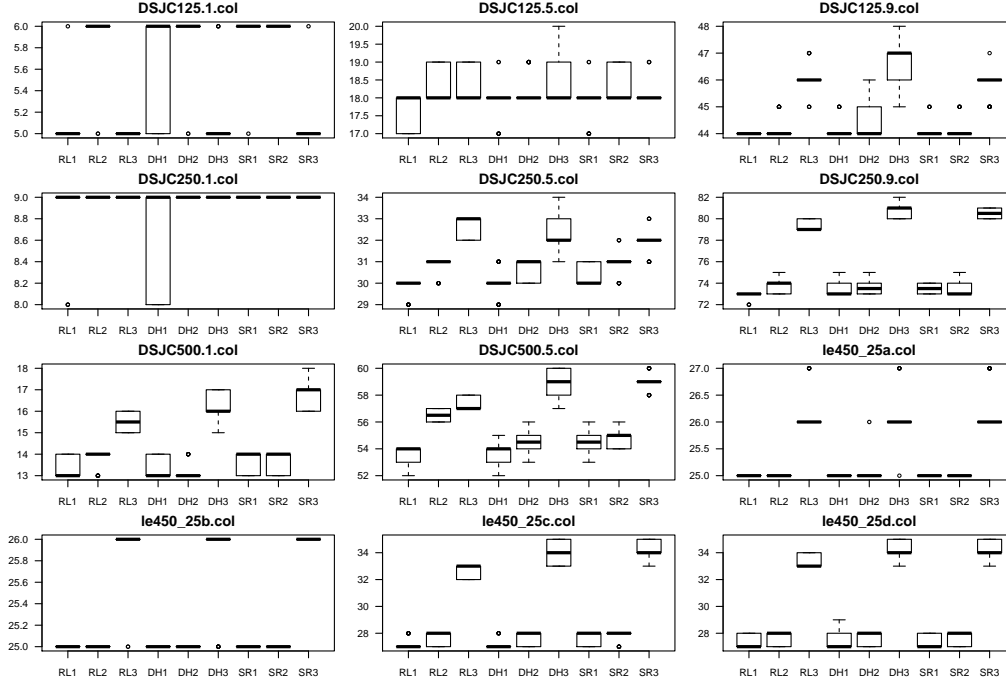 DSJC125.1.col
6.0
5.8
5.6
5.4
5.2
5.0
RL1 RL2 RL3 DH1 DH2 DH3 SR1 SR2 SR3
DSJC125.5.col
20.0
19.5
19.0
18.5
18.0
17.5
17.0
RL1 RL2 RL3 DH1 DH2 DH3 SR1 SR2 SR3
DSJC125.9.col
48
47
46
45
44
RL1 RL2 RL3 DH1 DH2 DH3 SR1 SR2 SR3
DSJC250.1.col
9.0
8.8
8.6
8.4
8.2
8.0
RL1 RL2 RL3 DH1 DH2 DH3 SR1 SR2 SR3
DSJC250.5.col
34
33
32
31
30
29
RL1 RL2 RL3 DH1 DH2 DH3 SR1 SR2 SR3
DSJC250.9.col
82
80
78
76
74
72
RL1 RL2 RL3 DH1 DH2 DH3 SR1 SR2 SR3
DSJC500.1.col
18
17
16
15
14
13
RL1 RL2 RL3 DH1 DH2 DH3 SR1 SR2 SR3
DSJC500.5.col
60
58
56
54
52
RL1 RL2 RL3 DH1 DH2 DH3 SR1 SR2 SR3
le450_25a.col
27.0
26.5
26.0
25.5
25.0
RL1 RL2 RL3 DH1 DH2 DH3 SR1 SR2 SR3
le450_25b.col
26.0
25.8
25.6
25.4
25.2
25.0
RL1 RL2 RL3 DH1 DH2 DH3 SR1 SR2 SR3
le450_25c.col
34
32
30
28
RL1 RL2 RL3 DH1 DH2 DH3 SR1 SR2 SR3
le450_25d.col
34
32
30
28
RL1 RL2 RL3 DH1 DH2 DH3 SR1 SR2 SR3